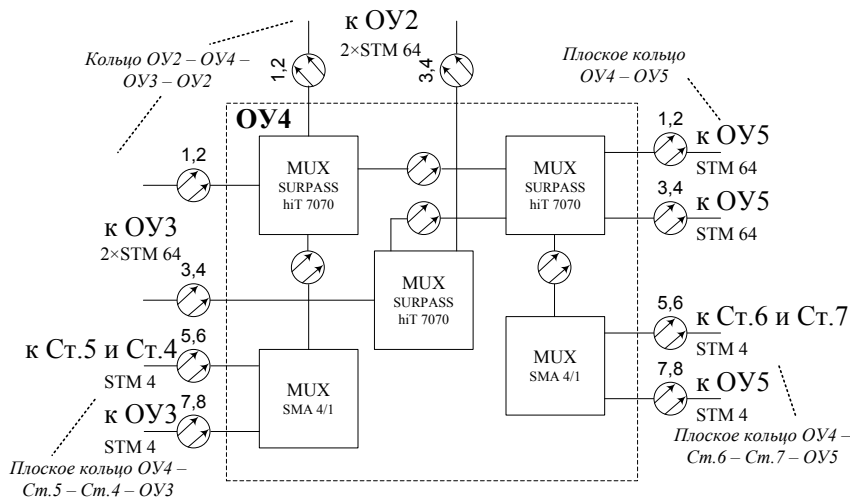 к ОУ2
2×STM 64
Кольцо ОУ2 – ОУ4 –
ОУ3 – ОУ2
1,2
3,4
Плоское кольцо
ОУ4 – ОУ5
ОУ4
1,2
к ОУ5
STM 64
3,4
к ОУ5
STM 64
MUX
SURPASS
hiT 7070
MUX
SURPASS
hiT 7070
MUX
SURPASS
hiT 7070
1,2
к ОУ3
2×STM 64
3,4
к Ст.5 и Ст.4
STM 4
5,6
к ОУ3
STM 4
7,8
MUX
SMA 4/1
MUX
SMA 4/1
5,6
к Ст.6 и Ст.7
STM 4
7,8
к ОУ5
STM 4
Плоское кольцо ОУ4 –
Ст.5 – Ст.4 – ОУ3
Плоское кольцо ОУ4 –
Ст.6 – Ст.7 – ОУ5